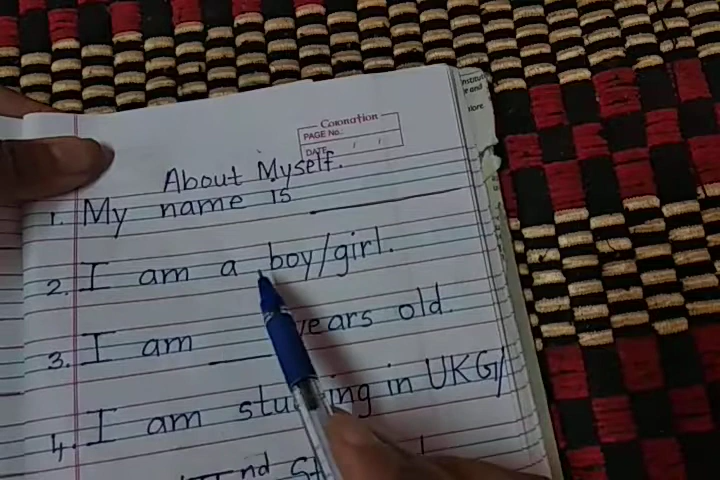 Coronation
PAGE No.:
DATE / /
About Myself.
1. My name is
2. I am a boy/girl.
3. I am years old.
4. I am in UKG/
nd